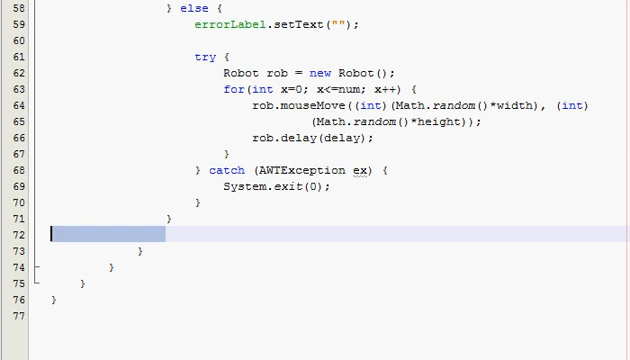 58 } else {
59 errorLabel.setText("");
60
61 try {
62 Robot rob = new Robot();
63 for(int x=0; x<=num; x++) {
64 rob.mouseMove((int)(Math.random()*width), (int)
65 (Math.random()*height));
66 rob.delay(delay);
67 }
68 } catch (AWTException ex) {
69 System.exit(0);
70 }
71 }
72
73 }
74 }
75 }
76 }
77